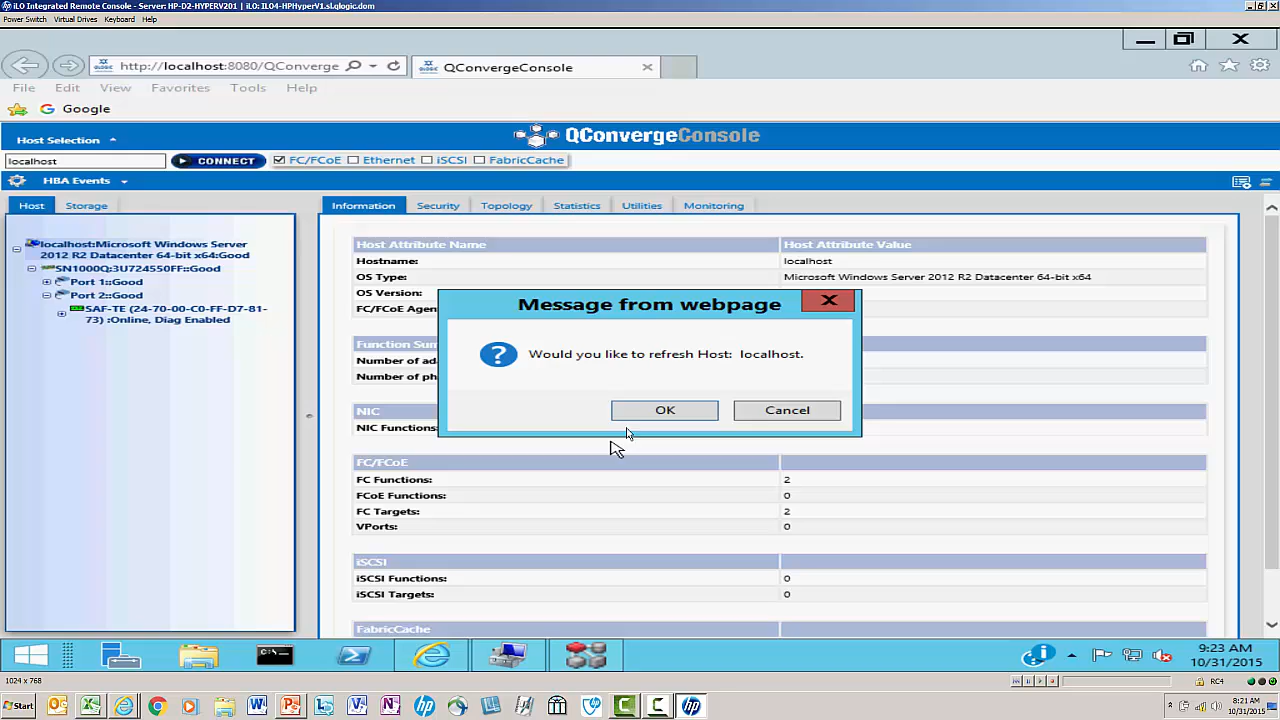 iLO Integrated Remote Console - Server: HP-D2-HYPERV201 | iLO: ILO4-HPHyperV1.sl.qlogic.dom
Power Switch Virtual Drives Keyboard Help
http://localhost:8080/QConverge
QConvergeConsole
File Edit View Favorites Tools Help
Google
Host Selection
QConvergeConsole
localhost
CONNECT
FC/FCoE Ethernet iSCSI FabricCache
HBA Events
Host Storage
Information Security Topology Statistics Utilities Monitoring
localhost:Microsoft Windows Server
2012 R2 Datacenter 64-bit x64:Good
SN1000Q:3U724550FF::Good
Port 1::Good
Port 2::Good
SAF-TE (24-70-00-C0-FF-D7-81-
73) :Online, Diag Enabled
Host Attribute Name Host Attribute Value
Hostname: localhost
OS Type: Microsoft Windows Server 2012 R2 Datacenter 64-bit x64
OS Version:
FC/FCoE Agen
Function Sum
Number of ad
Number of ph
NIC
NIC Functions:
Message from webpage
Would you like to refresh Host: localhost.
OK Cancel
FC/FCoE
FC Functions: 2
FCoE Functions: 0
FC Targets: 2
VPorts: 0
iSCSI
iSCSI Functions: 0
iSCSI Targets: 0
FabricCache
9:23 AM
10/31/2015
1024 x 768
RC4
Start
8:21 AM
10/31/2015